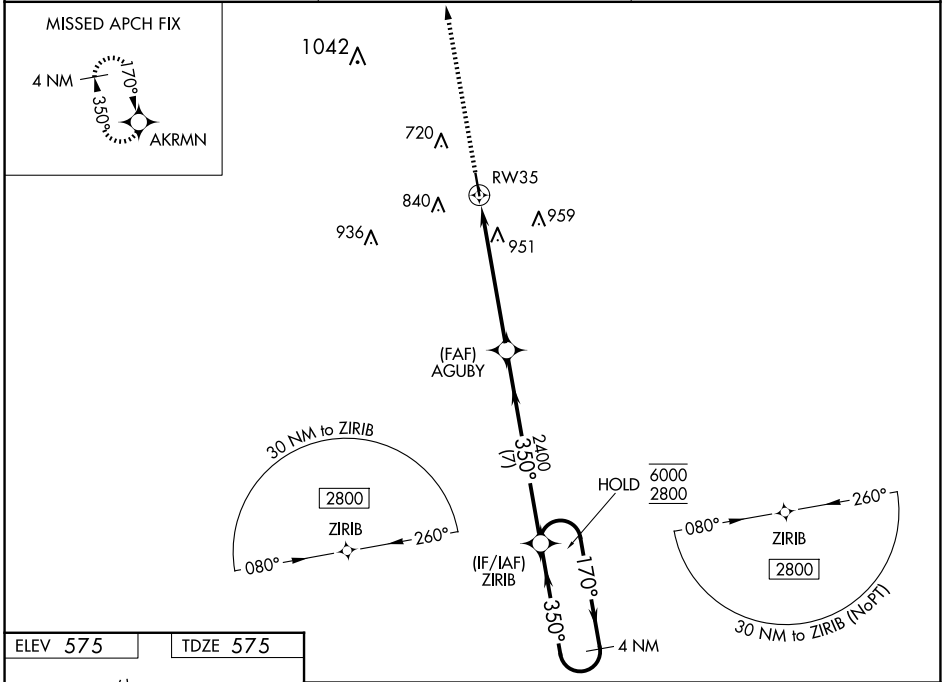 MISSED APCH FIX
4 NM
170°
350°
AKRMN
1042
720
RW35
840
959
936
951
(FAF)
AGUBY
2400
350°
(7)
30 NM to ZIRIB
2800
ZIRIB
080°
260°
HOLD
6000
2800
(IF/IAF)
ZIRIB
170°
350°
4 NM
080°
260°
ZIRIB
2800
30 NM to ZIRIB (NoPT)
ELEV 575
TDZE 575